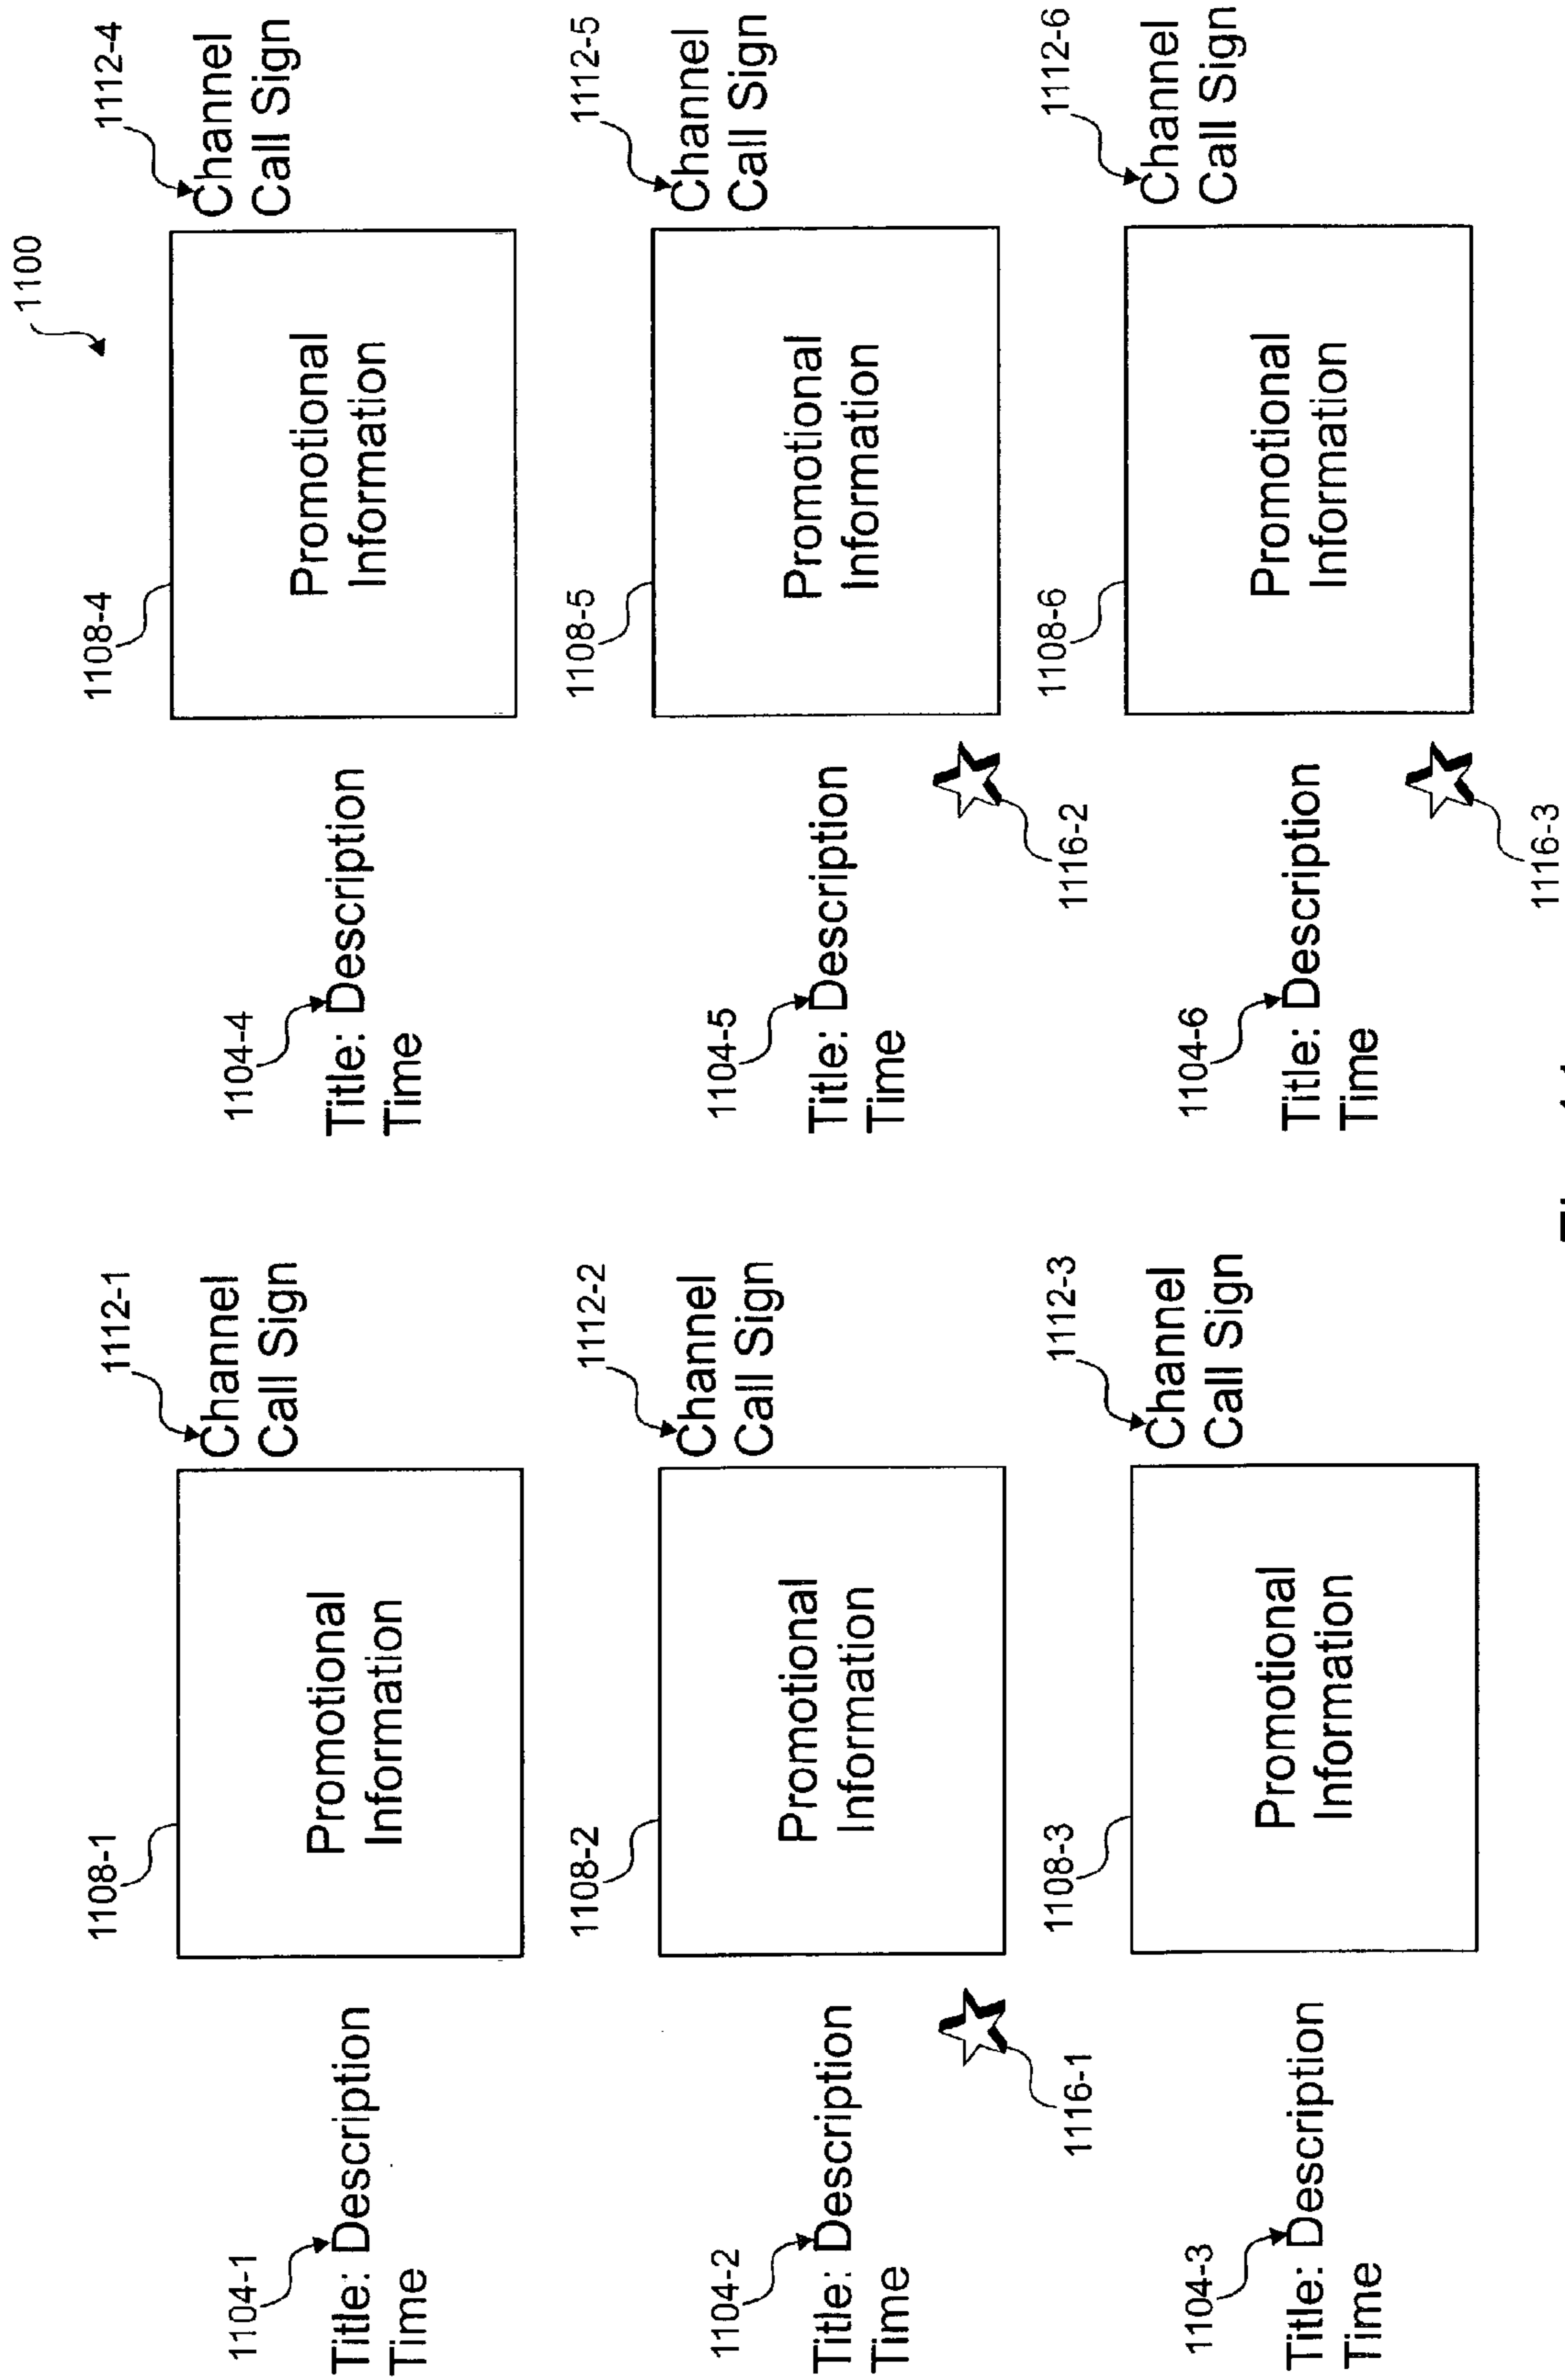 1100
1104-1
Title: Description
Time
1108-1
Promotional
Information
1112-1
Channel
Call Sign
1104-4
Title: Description
Time
1108-4
Promotional
Information
1112-4
Channel
Call Sign
1104-2
Title: Description
Time
1116-1
1108-2
Promotional
Information
1112-2
Channel
Call Sign
1104-5
Title: Description
Time
1116-2
1108-5
Promotional
Information
1112-5
Channel
Call Sign
1104-3
Title: Description
Time
1108-3
Promotional
Information
1112-3
Channel
Call Sign
1104-6
Title: Description
Time
1116-3
1108-6
Promotional
Information
1112-6
Channel
Call Sign